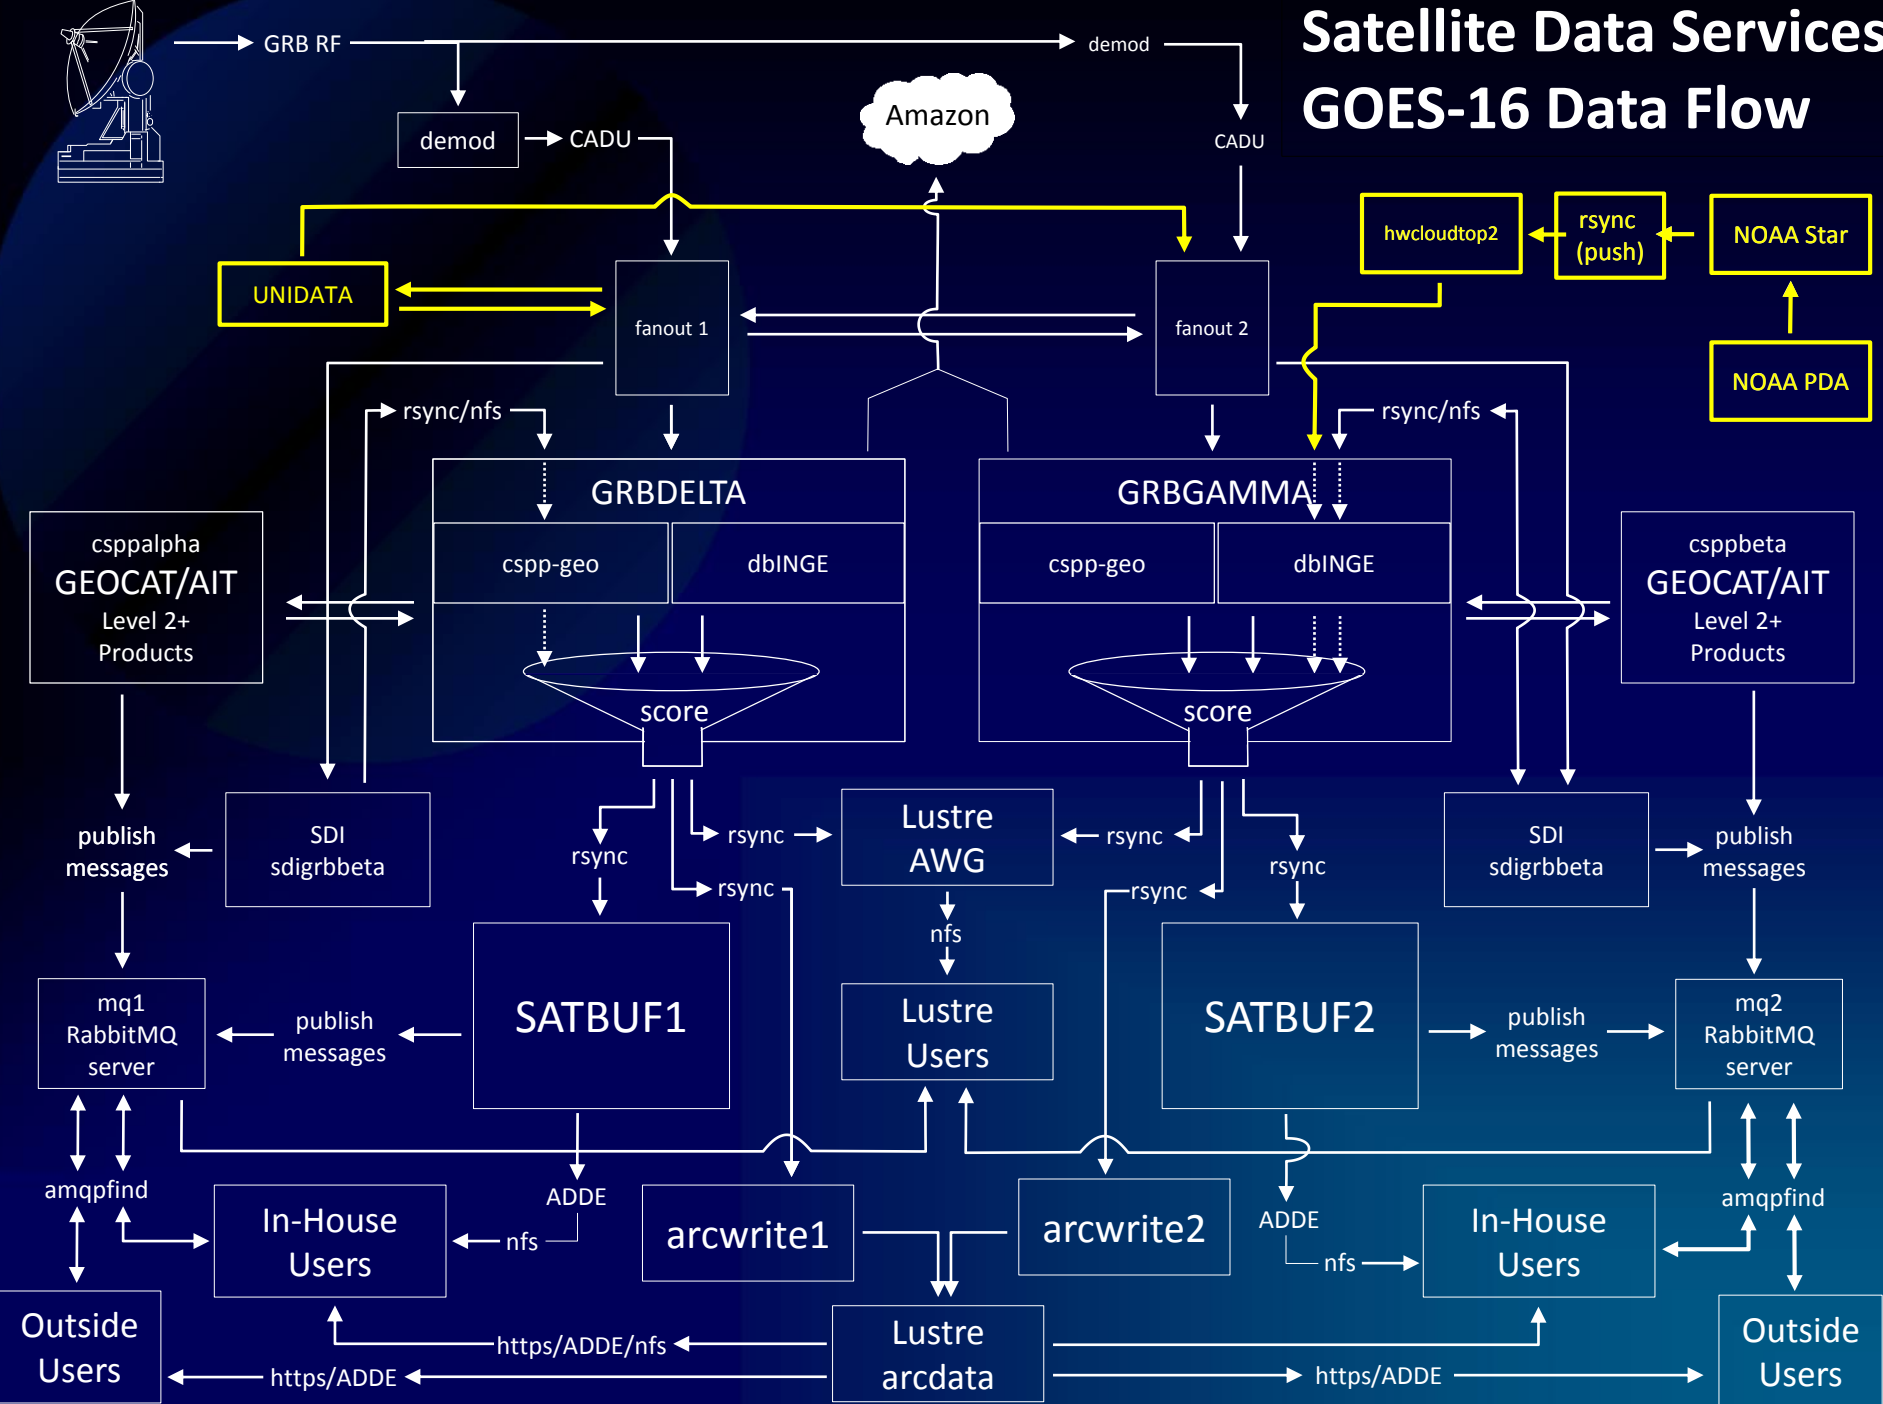 Satellite Data Services
GOES-16 Data Flow
GRB RF
demod
demod
CADU
Amazon
CADU
UNIDATA
fanout 1
fanout 2
hwcloudtop2
rsync
(push)
NOAA Star
NOAA PDA
rsync/nfs
rsync/nfs
GRBDELTA
cspp-geo
dbINGE
score
GRBGAMMA
cspp-geo
dbINGE
score
csppalpha
GEOCAT/AIT
Level 2+
Products
csppbeta
GEOCAT/AIT
Level 2+
Products
publish
messages
SDI
sdigrbbeta
rsync
rsync
rsync
Lustre
AWG
rsync
rsync
rsync
SDI
sdigrbbeta
publish
messages
nfs
mq1
RabbitMQ
server
publish
messages
SATBUF1
Lustre
Users
SATBUF2
publish
messages
mq2
RabbitMQ
server
amqpfind
In-House
Users
nfs
ADDE
arcwrite1
arcwrite2
ADDE
nfs
In-House
Users
amqpfind
Outside
Users
https/ADDE/nfs
https/ADDE
Lustre
arcdata
https/ADDE
Outside
Users